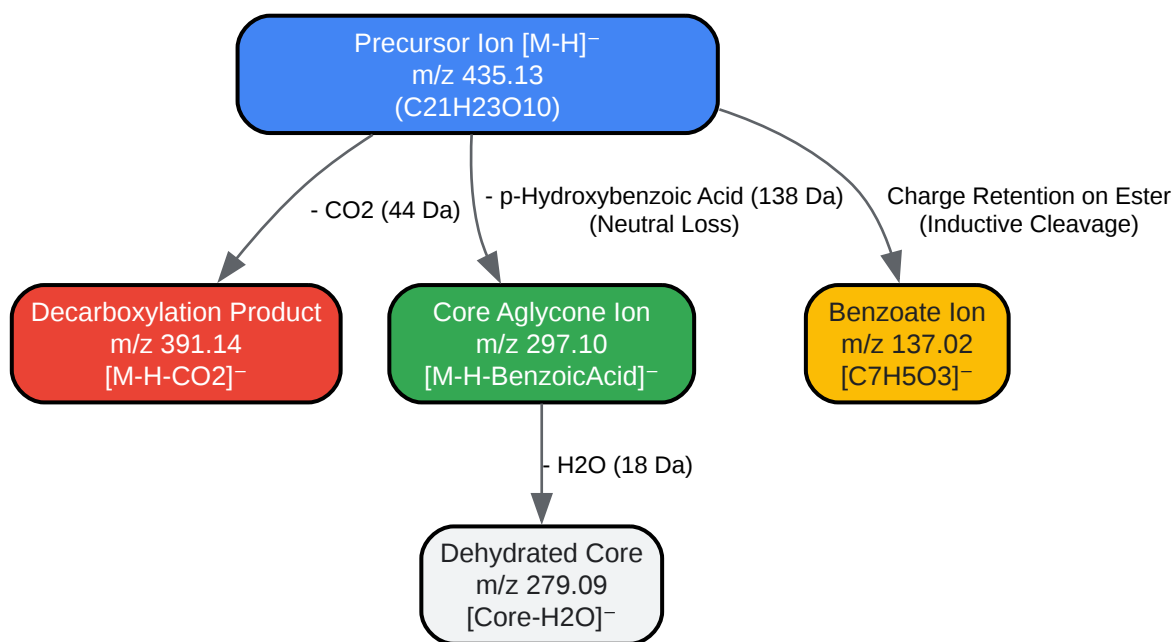 Precursor Ion [M-H]⁻
m/z 435.13
(C21H23O10)
- CO2 (44 Da)
- p-Hydroxybenzoic Acid (138 Da)
(Neutral Loss)
Charge Retention on Ester
(Inductive Cleavage)
Decarboxylation Product
m/z 391.14
[M-H-CO2]⁻
Core Aglycone Ion
m/z 297.10
[M-H-BenzoicAcid]⁻
Benzoate Ion
m/z 137.02
[C7H5O3]⁻
- H2O (18 Da)
Dehydrated Core
m/z 279.09
[Core-H2O]⁻